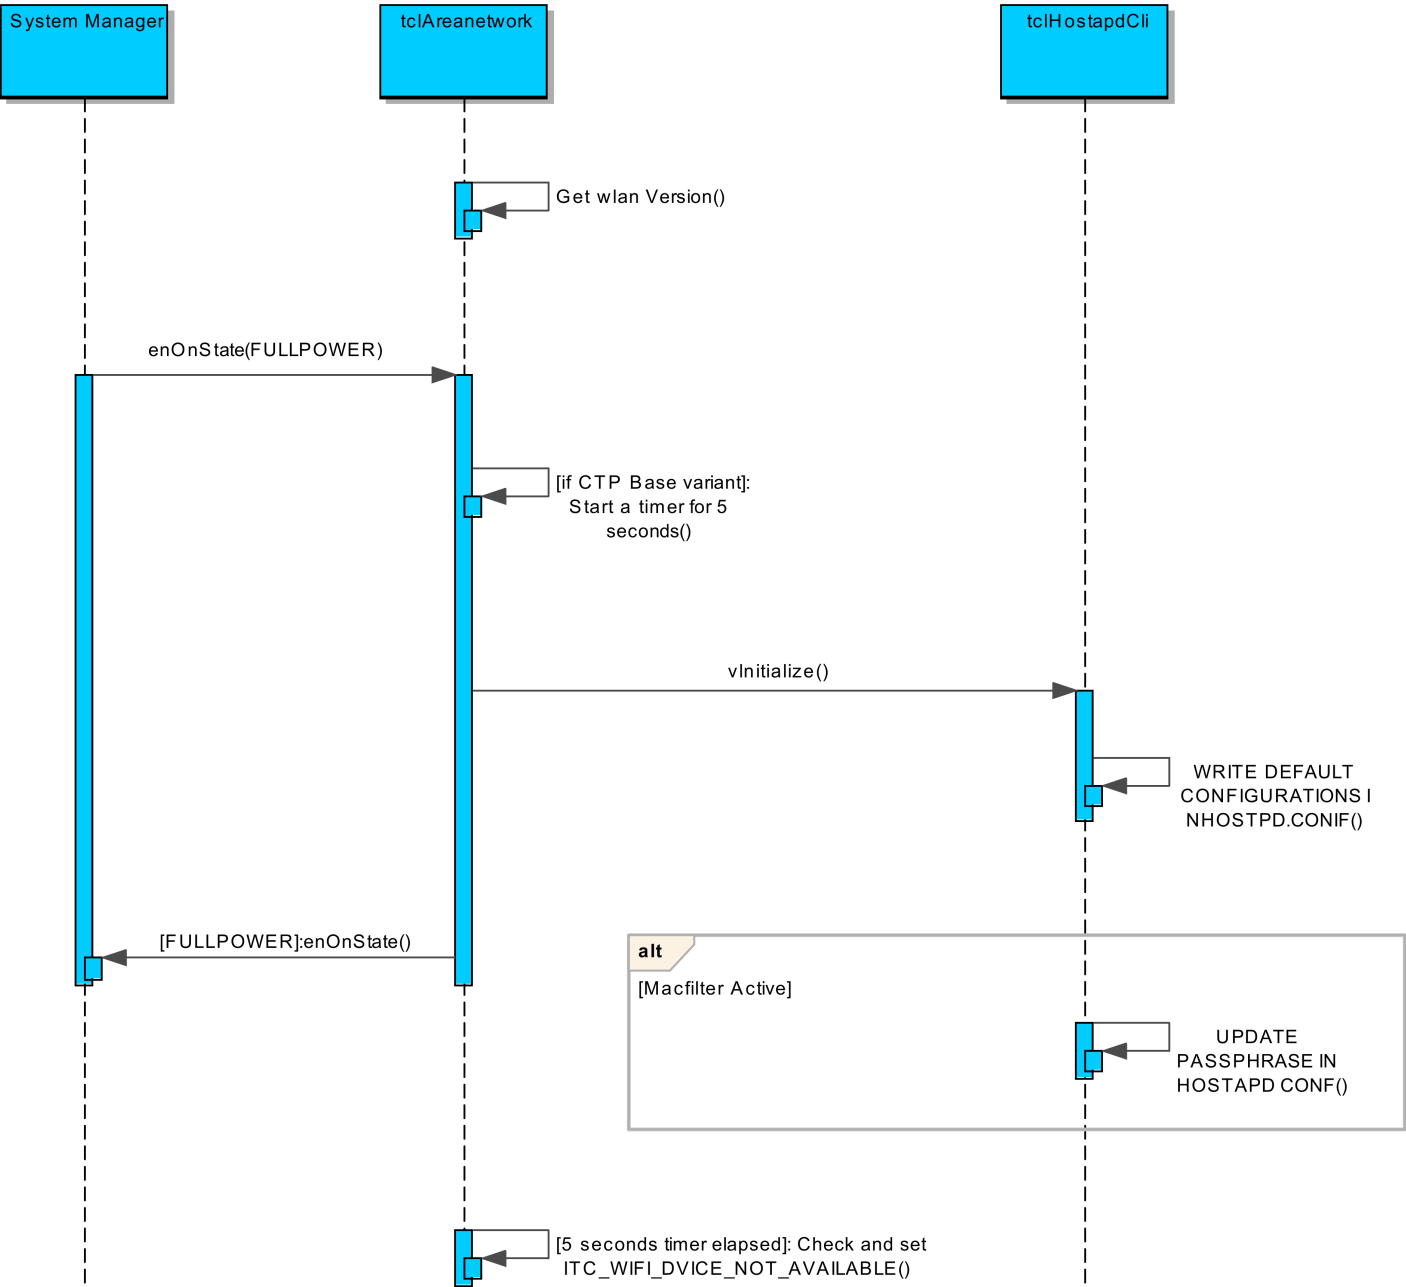 System Manager
tclAreanetwork
tclHostapdCli
Get wlan Version()
enOnState(FULLPOWER)
[if CTP Base variant]:
Start a timer for 5
seconds()
vInitialize()
WRITE DEFAULT
CONFIGURATIONS I
NHOSTPD.CONIF()
[FULLPOWER]:enOnState()
alt
[Macfilter Active]
UPDATE
PASSPHRASE IN
HOSTAPD CONF()
[5 seconds timer elapsed]: Check and set
ITC_WIFI_DVICE_NOT_AVAILABLE()